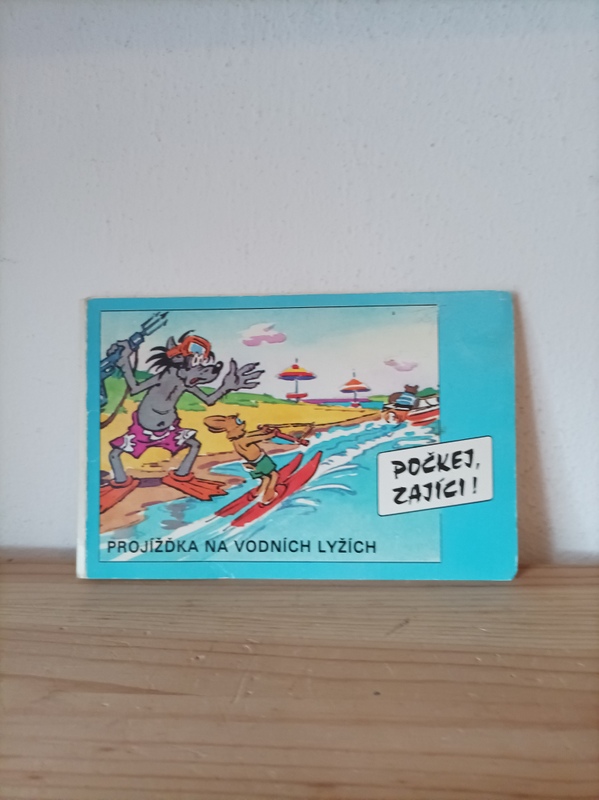 POČKEJ,
ZAJÍCI!
PROJÍŽĎKA NA VODNÍCH LYŽÍCH